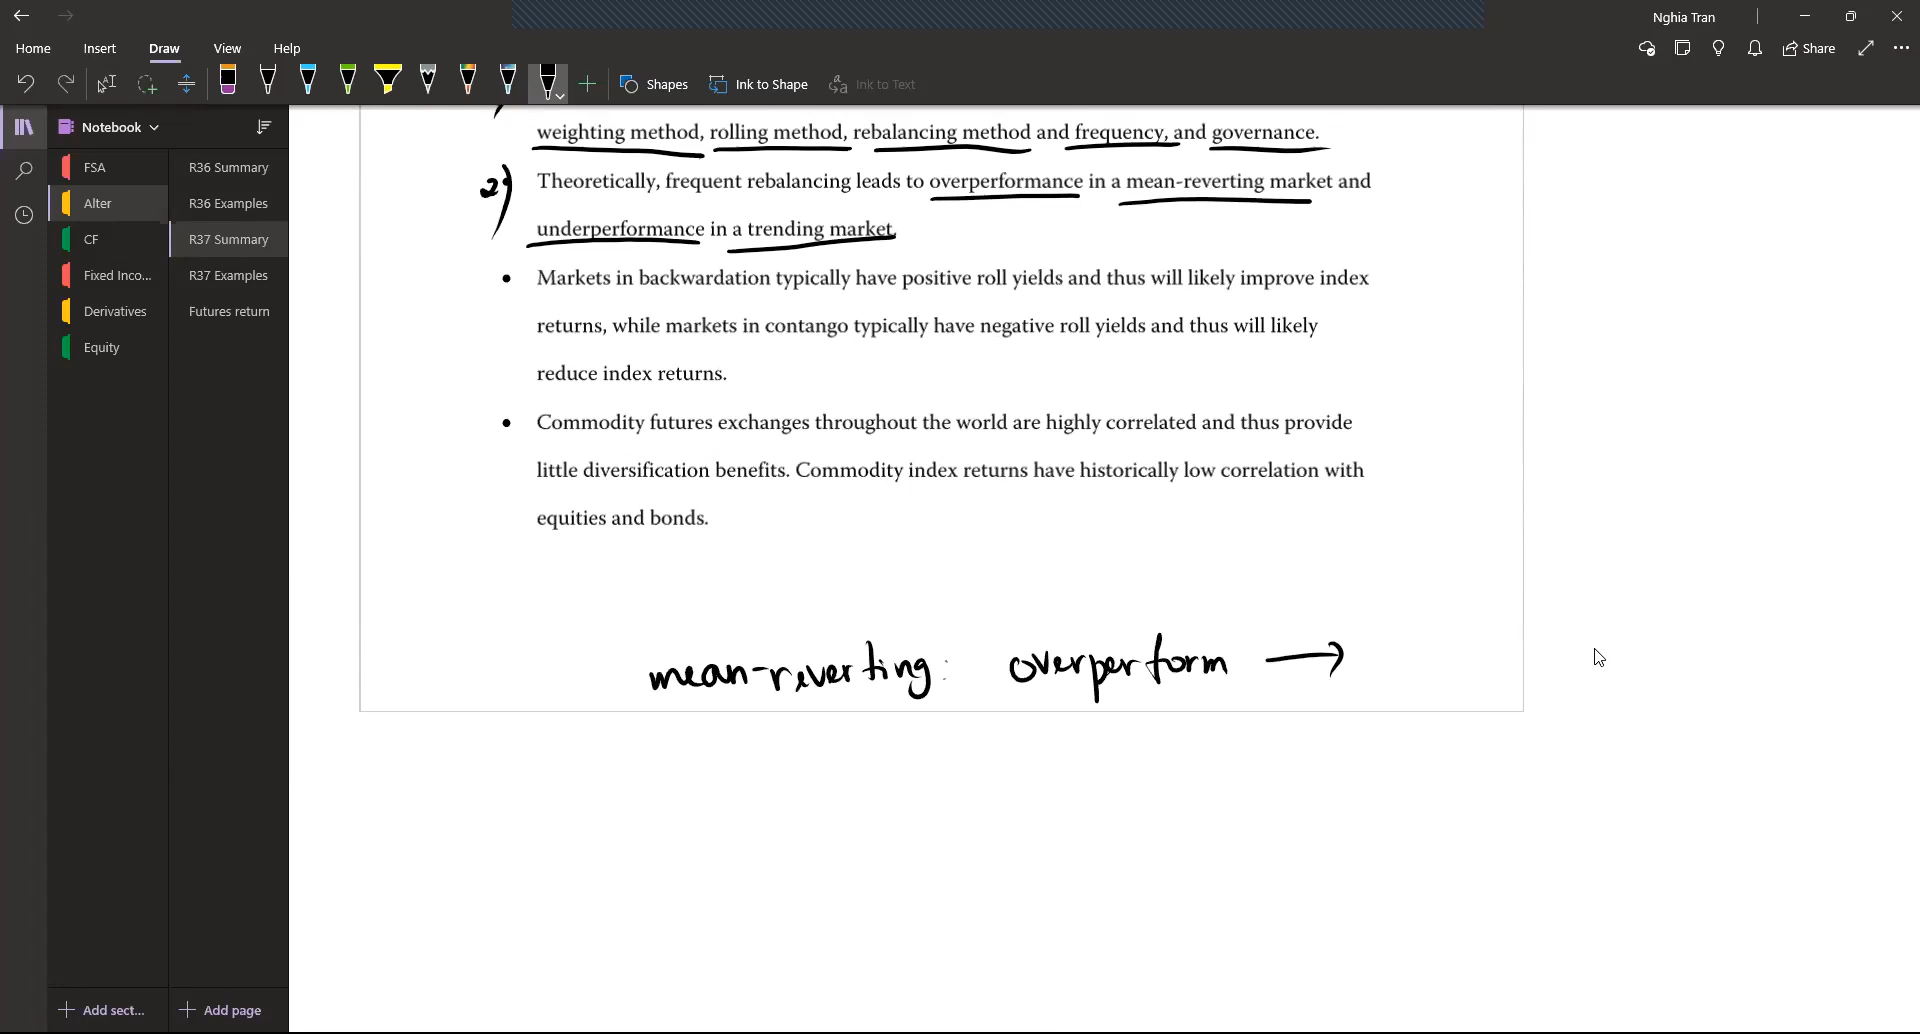 Nghia Tran
Home Insert Draw View Help
Share
Shapes Ink to Shape Ink to Text
Notebook
FSA
Alter
CF
Fixed Inco...
Derivatives
Equity
R36 Summary
R36 Examples
R37 Summary
R37 Examples
Futures return
weighting method, rolling method, rebalancing method and frequency, and governance.
2) Theoretically, frequent rebalancing leads to overperformance in a mean-reverting market and
underperformance in a trending market.
• Markets in backwardation typically have positive roll yields and thus will likely improve index
returns, while markets in contango typically have negative roll yields and thus will likely
reduce index returns.
• Commodity futures exchanges throughout the world are highly correlated and thus provide
little diversification benefits. Commodity index returns have historically low correlation with
equities and bonds.
mean-reverting: overperform →
Add sect... Add page